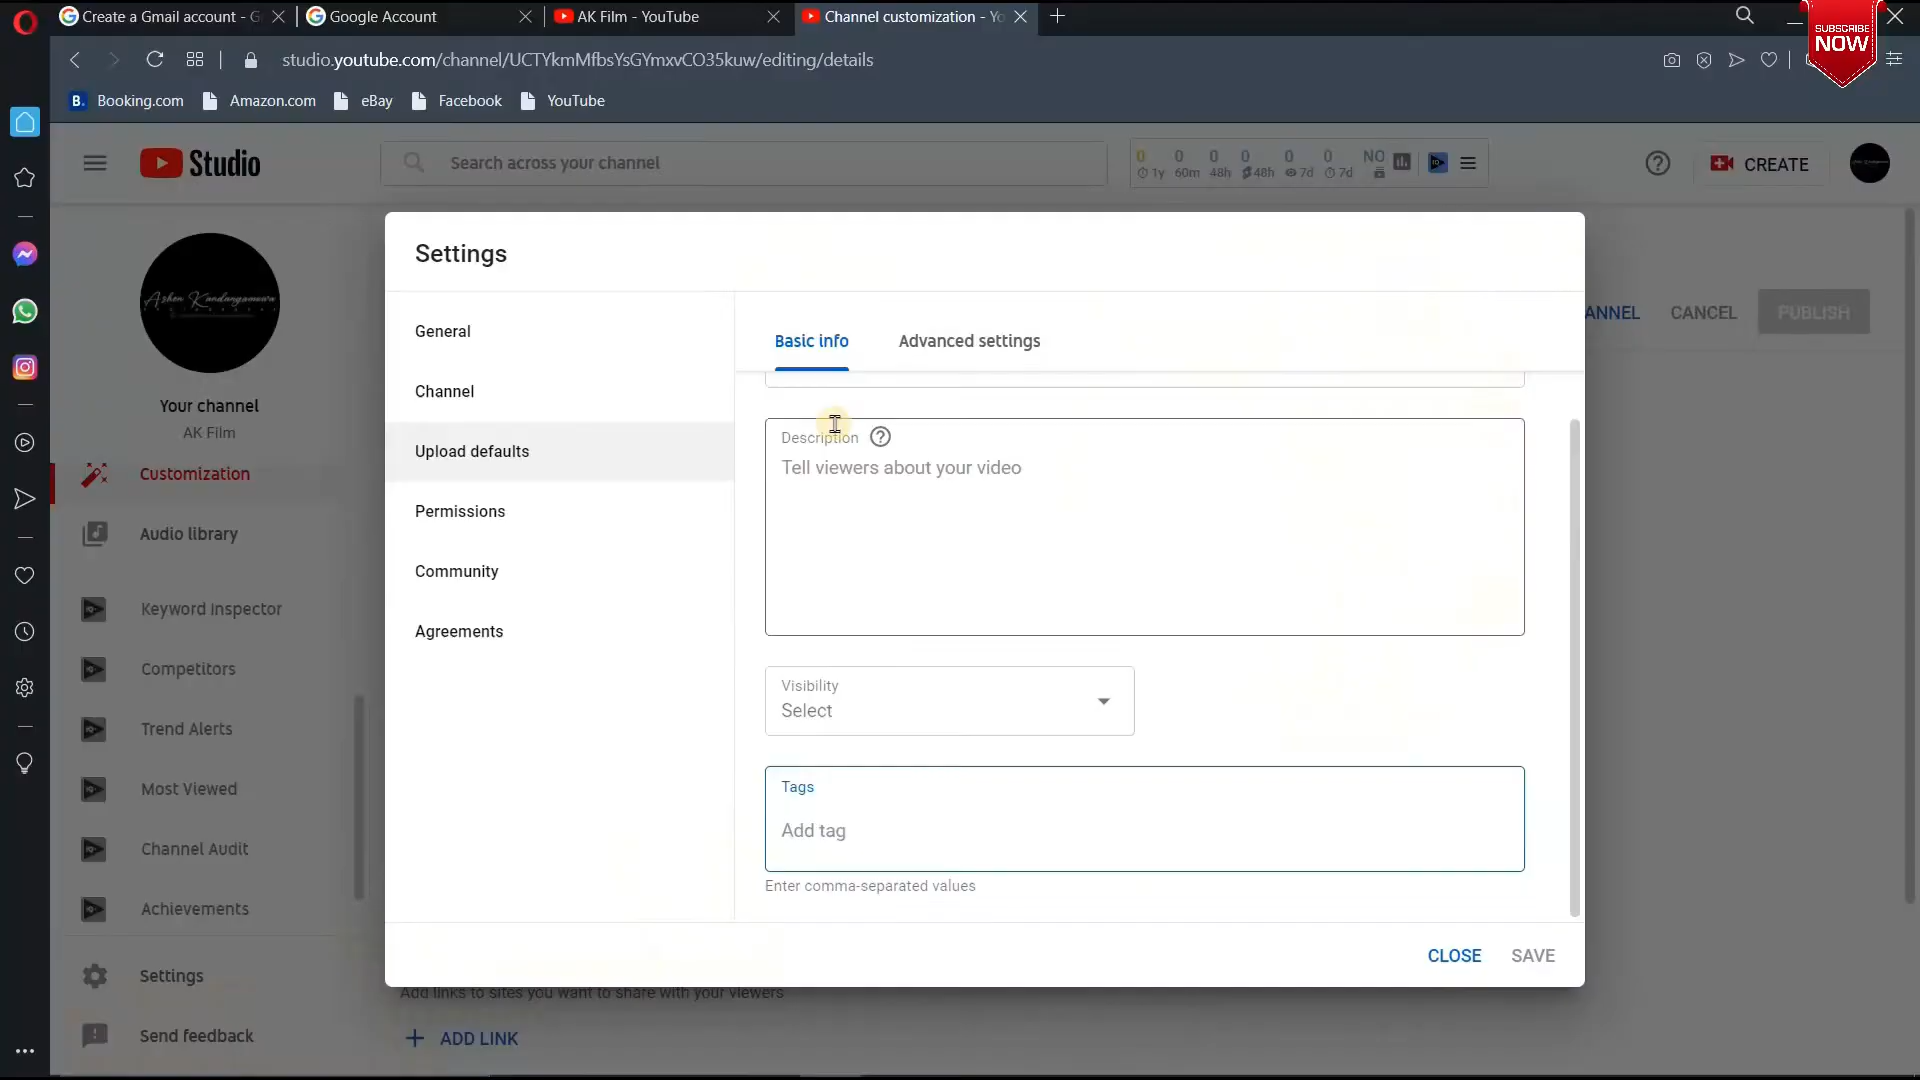 Create a Gmail account - G
Google Account
AK Film - YouTube
Channel customization - Yo
SUBSCRIBE
NOW
studio.youtube.com/channel/UCTYkmMfbsYsGYmxvCO35kuw/editing/details
B. Booking.com
Amazon.com
eBay
Facebook
YouTube
Studio
Search across your channel
0 0 0 0 0 0 NO
1y 60m 48h 48h 7d 7d
CREATE
Settings
Your channel
AK Film
Customization
Audio library
Keyword Inspector
Competitors
Trend Alerts
Most Viewed
Channel Audit
Achievements
Settings
Send feedback
General
Channel
Upload defaults
Permissions
Community
Agreements
Basic info
Advanced settings
Description
Tell viewers about your video
Visibility
Select
Tags
Add tag
Enter comma-separated values
CLOSE
SAVE
ANNEL
CANCEL
PUBLISH
Add links to sites you want to share with your viewers
ADD LINK